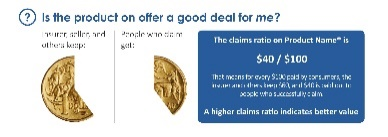 ? Is the product on offer a good deal for me?
Insurer, seller, and
others keep:
People who claim
get:
The claims ratio on Product Name* is
$40 / $100
That means for every $100 paid by consumers, the
insurer and others keep $60, and $40 is paid out to
people who successfully claim.
A higher claims ratio indicates better value